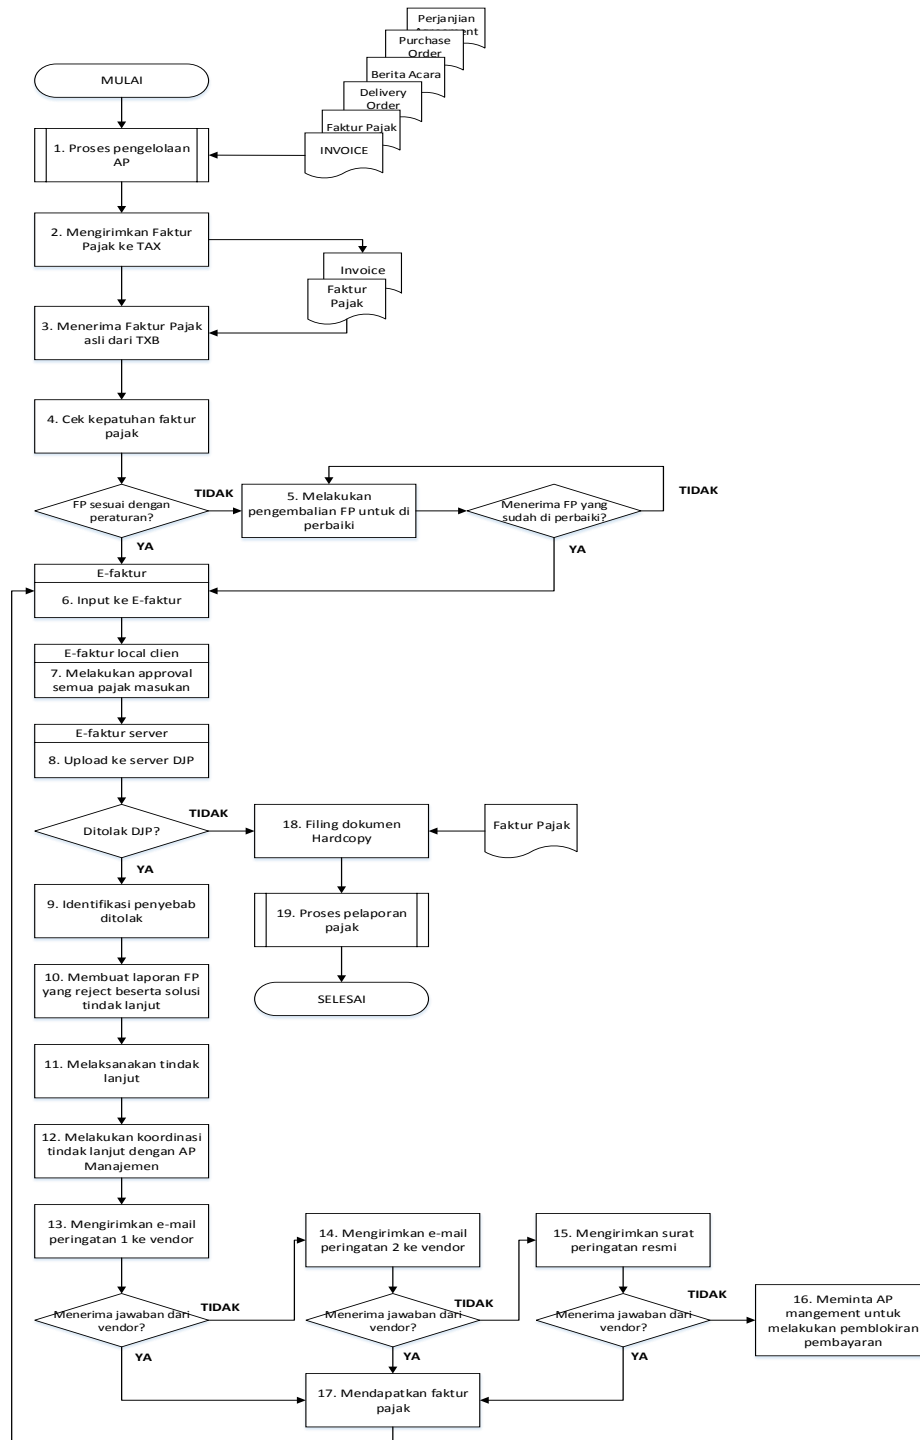 Perjanjian
Purchase
Order
Berita Acara
Delivery
Order
Faktur Pajak
INVOICE
MULAI
1. Proses pengelolaan
AP
2. Mengirimkan Faktur
Pajak ke TAX
Invoice
Faktur
Pajak
3. Menerima Faktur Pajak
asli dari TXB
4. Cek kepatuhan faktur
pajak
FP sesuai dengan
peraturan?
TIDAK
YA
5. Melakukan
pengembalian FP untuk di
perbaiki
Menerima FP yang
sudah di perbaiki?
TIDAK
YA
E-faktur
6. Input ke E-faktur
E-faktur local clien
7. Melakukan approval
semua pajak masukan
E-faktur server
8. Upload ke server DJP
Ditolak DJP?
TIDAK
YA
18. Filing dokumen
Hardcopy
Faktur Pajak
19. Proses pelaporan
pajak
SELESAI
9. Identifikasi penyebab
ditolak
10. Membuat laporan FP
yang reject beserta solusi
tindak lanjut
11. Melaksanakan tindak
lanjut
12. Melakukan koordinasi
tindak lanjut dengan AP
Manajemen
13. Mengirimkan e-mail
peringatan 1 ke vendor
Menerima jawaban dari
vendor?
TIDAK
YA
14. Mengirimkan e-mail
peringatan 2 ke vendor
Menerima jawaban dari
vendor?
TIDAK
YA
15. Mengirimkan surat
peringatan resmi
Menerima jawaban dari
vendor?
TIDAK
YA
16. Meminta AP
mangement untuk
melakukan pemblokiran
pembayaran
17. Mendapatkan faktur
pajak